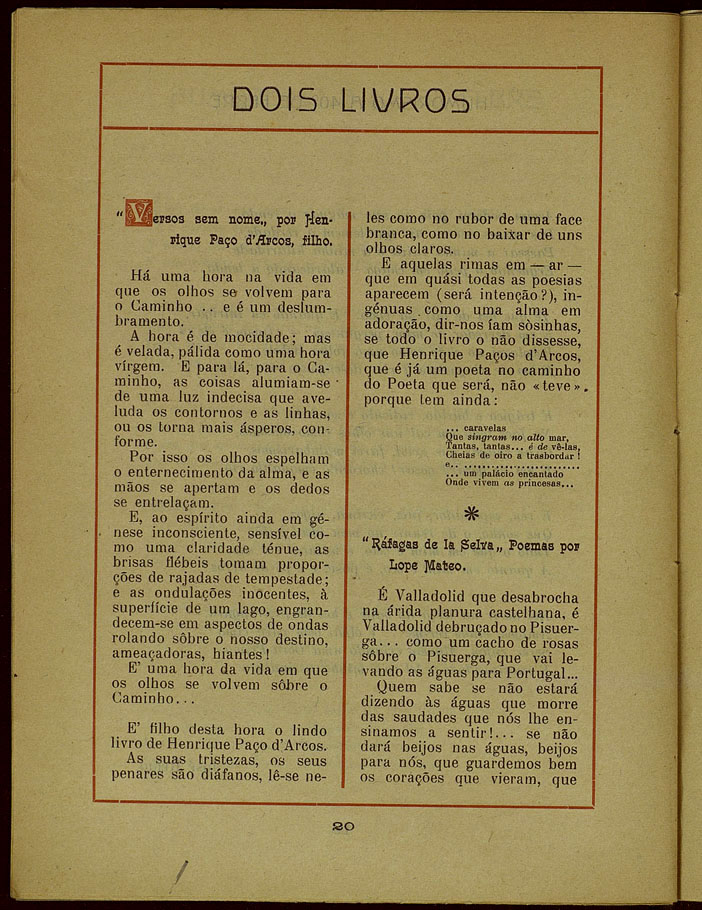 DOIS LIVROS
"Versos sem nome„ por Hen-
rique Paço d'Arcos, filho.
Há uma hora na vida em
que os olhos se volvem para
o Caminho .. e é um deslum-
bramento.
A hora é de mocidade; mas
é velada, pálida como uma hora
vírgem. E para lá, para o Ca-
minho, as coisas alumiam-se
de uma luz indecisa que ave-
luda os contornos e as linhas,
ou os torna mais ásperos, con-
forme.
Por isso os olhos espelham
o enternecimento da alma, e as
mãos se apertam e os dedos
se entrelaçam.
E, ao espírito ainda em gé-
nese inconsciente, sensível co-
mo uma claridade ténue, as
brisas flébeis tomam propor-
ções de rajadas de tempestade;
e as ondulações inocentes, à
superfície de um lago, engran-
decem-se em aspectos de ondas
rolando sôbre o nosso destino,
ameaçadoras, hiantes!
E' uma hora da vida em que
os olhos se volvem sôbre o
Caminho...
E' filho desta hora o lindo
livro de Henrique Paço d'Arcos.
As suas tristezas, os seus
penares são diáfanos, lê-se ne-
les como no rubor de uma face
branca, como no baixar de uns
olhos claros.
E aquelas rimas em — ar —
que em quási todas as poesias
aparecem (será intenção?), in-
génuas como uma alma em
adoração, dir-nos íam sòsinhas,
se todo o livro o não dissesse,
que Henrique Paços d'Arcos,
que é já um poeta no caminho
do Poeta que será, não «teve».
porque tem ainda:
... caravelas
Que singram no alto mar,
Tantas, tantas... é de vê-las,
Cheias de oiro a trasbordar!
e.. ...........................
... um palácio encantado
Onde vivem as princesas...
*
"Ráfagas de la Selva„ Poemas por
Lope Mateo.
É Valladolid que desabrocha
na árida planura castelhana, é
Valladolid debruçado no Pisuer-
ga... como um cacho de rosas
sôbre o Pisuerga, que vai le-
vando as águas para Portugal...
Quem sabe se não estará
dizendo às águas que morre
das saudades que nós lhe en-
sinamos a sentir!... se não
dará beijos nas águas, beijos
para nós, que guardemos bem
os corações que vieram, que
20